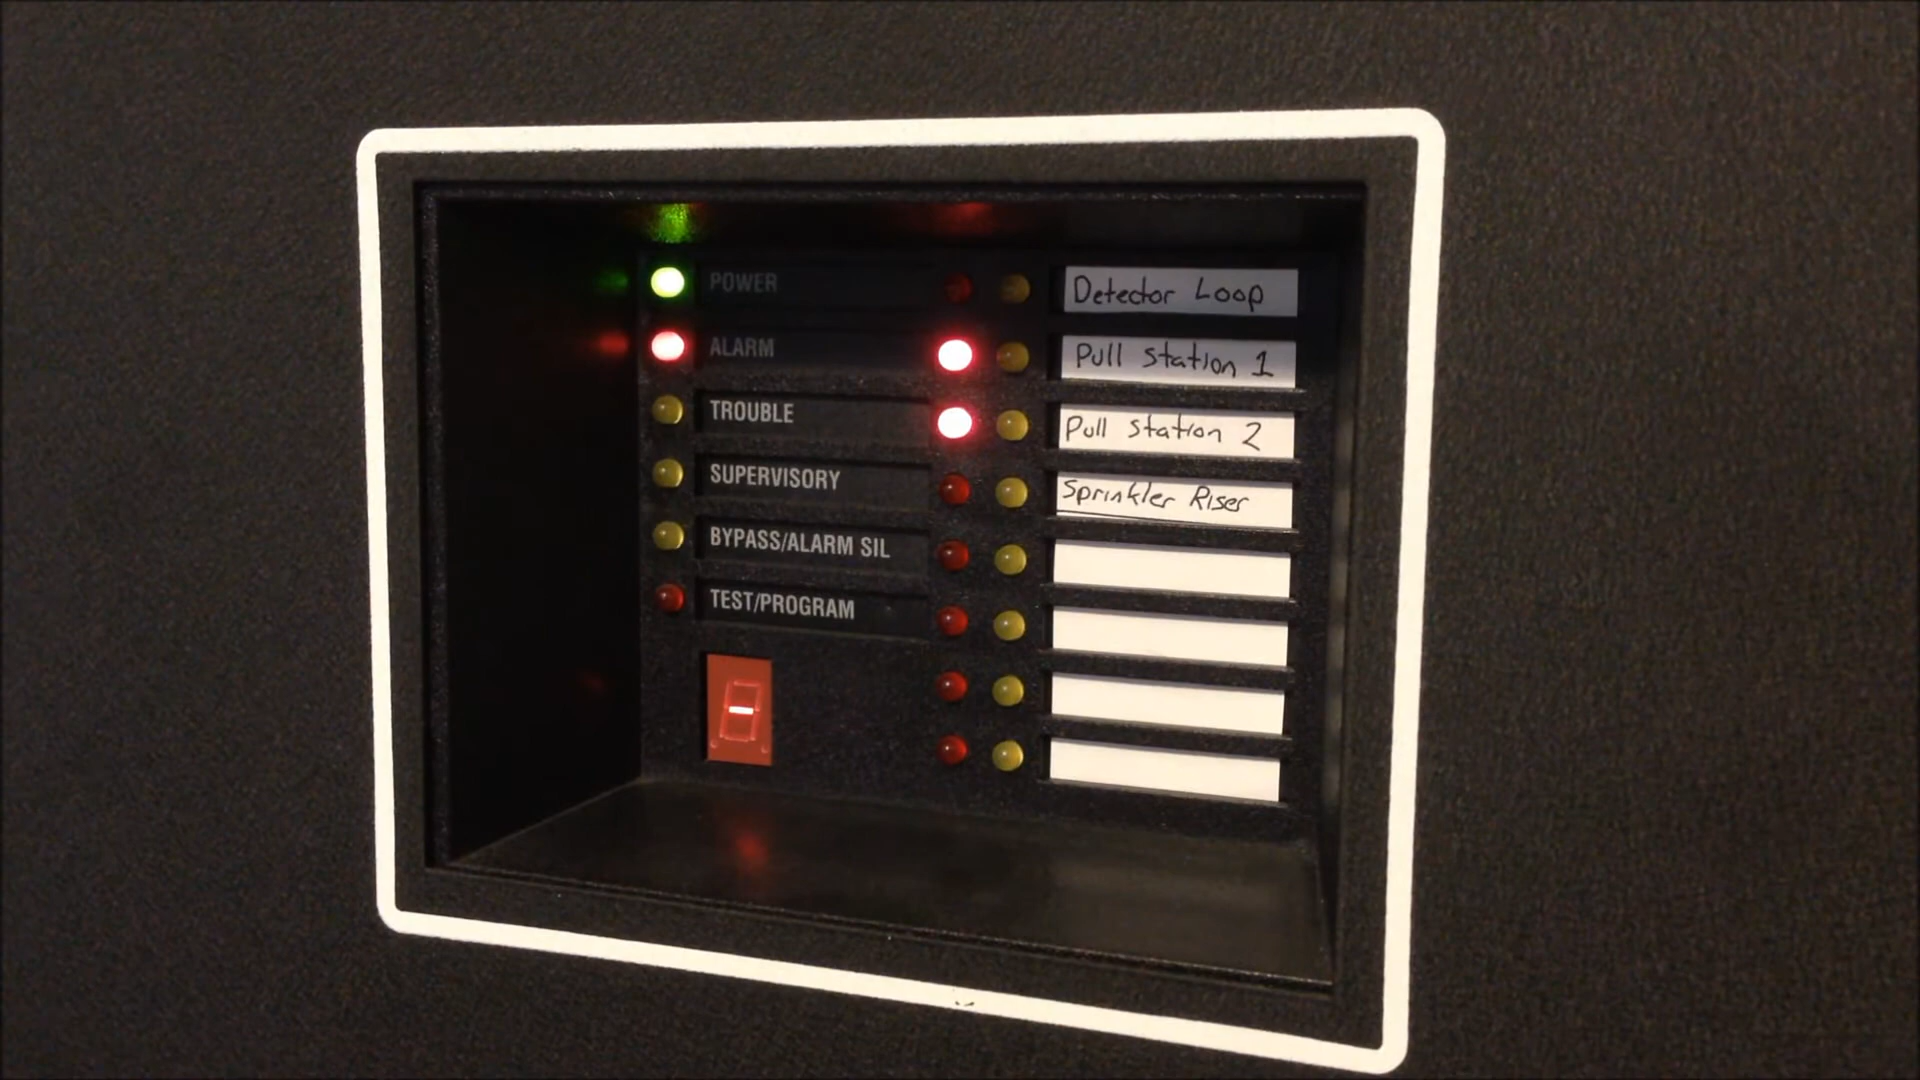 POWER
ALARM
TROUBLE
SUPERVISORY
BYPASS/ALARM SIL
TEST/PROGRAM
Detector Loop
Pull Station 1
Pull Station 2
Sprinkler Riser